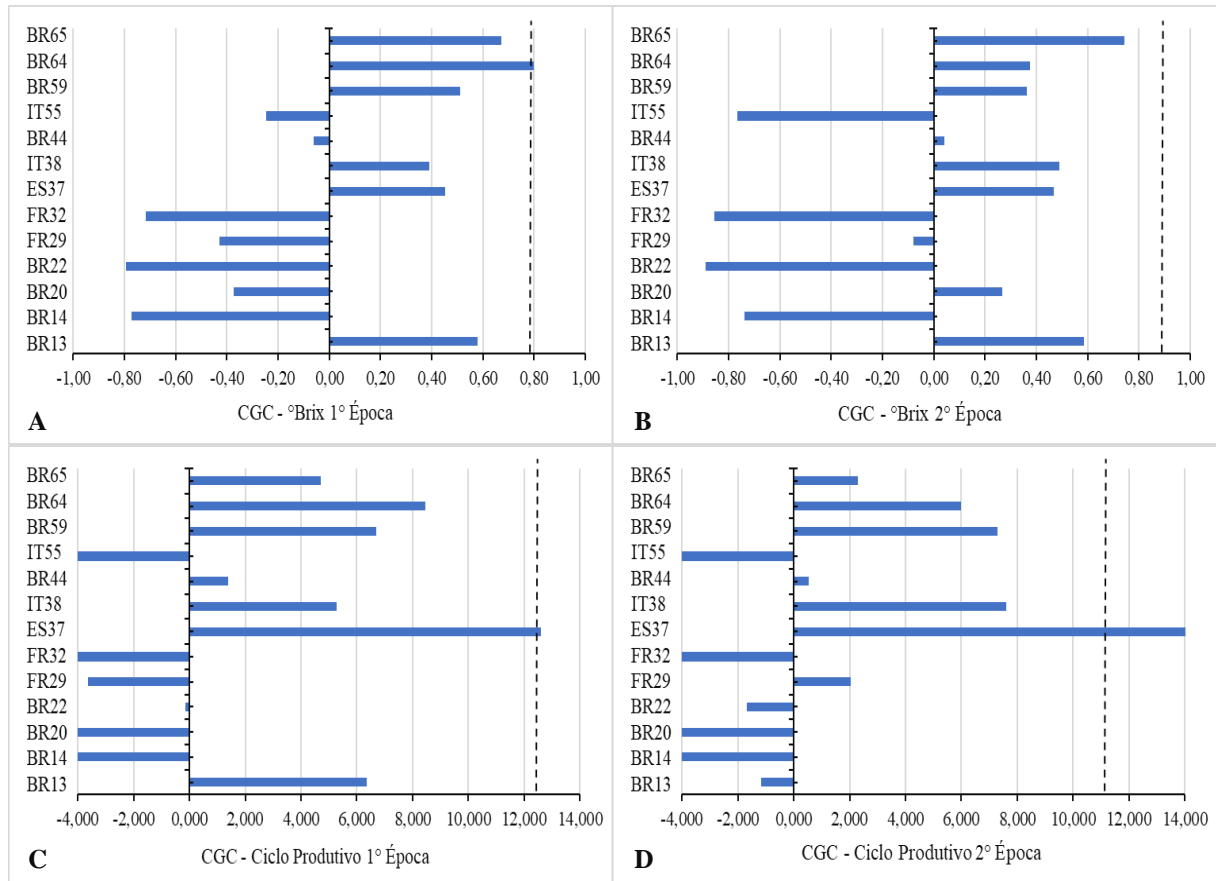 BR65
BR64
BR59
IT55
BR44
IT38
ES37
FR32
FR29
BR22
BR20
BR14
BR13
-1,00 -0,80 -0,60 -0,40 -0,20 0,00 0,20 0,40 0,60 0,80 1,00
CGC - °Brix 1° Época
A
BR65
BR64
BR59
IT55
BR44
IT38
ES37
FR32
FR29
BR22
BR20
BR14
BR13
-1,00 -0,80 -0,60 -0,40 -0,20 0,00 0,20 0,40 0,60 0,80 1,00
CGC - °Brix 2° Época
B
BR65
BR64
BR59
IT55
BR44
IT38
ES37
FR32
FR29
BR22
BR20
BR14
BR13
-4,000 -2,000 0,000 2,000 4,000 6,000 8,000 10,000 12,000 14,000
CGC - Ciclo Produtivo 1° Época
C
BR65
BR64
BR59
IT55
BR44
IT38
ES37
FR32
FR29
BR22
BR20
BR14
BR13
-4,000 -2,000 0,000 2,000 4,000 6,000 8,000 10,000 12,000 14,000
CGC - Ciclo Produtivo 2° Época
D